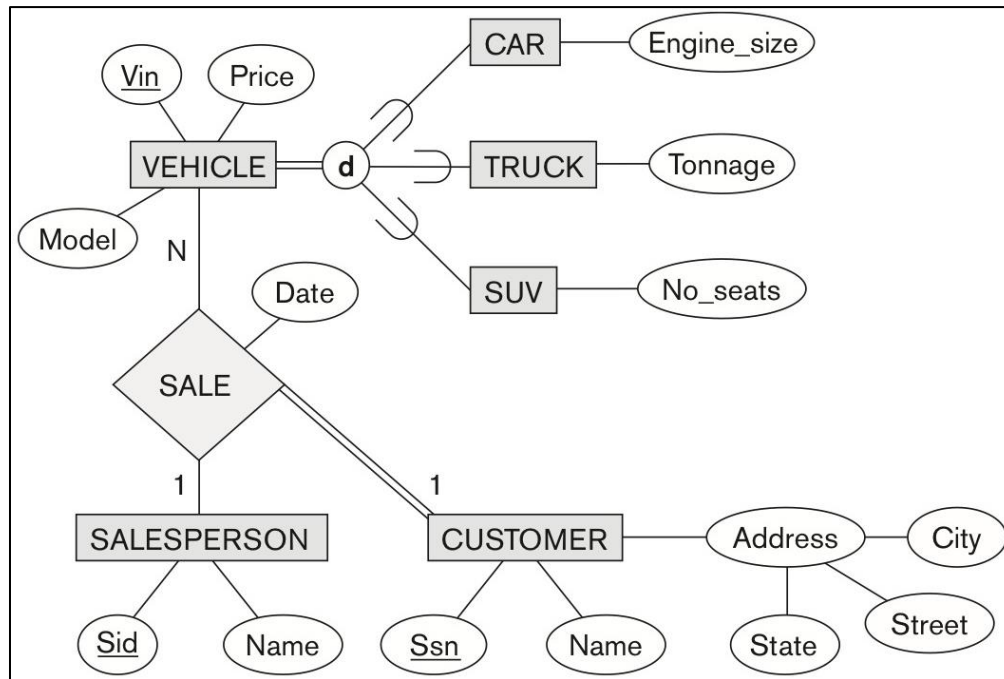 CAR
Engine_size
Vin
Price
VEHICLE
d
TRUCK
Tonnage
Model
N
Date
SUV
No_seats
SALE
1
1
SALESPERSON
CUSTOMER
Address
City
Sid
Name
Ssn
Name
State
Street